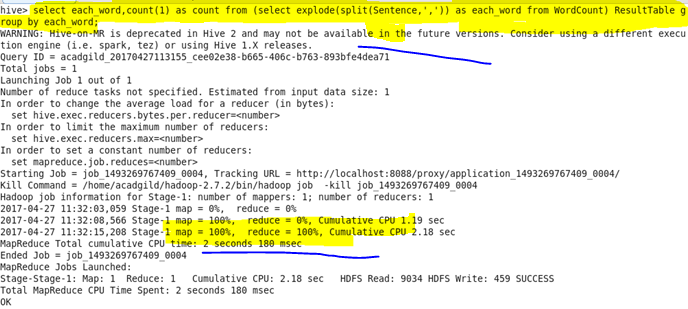 hive> select each_word,count(1) as count from (select explode(split(Sentence,',')) as each_word from WordCount) ResultTable g
roup by each_word;
WARNING: Hive-on-MR is deprecated in Hive 2 and may not be available in the future versions. Consider using a different execu
tion engine (i.e. spark, tez) or using Hive 1.X releases.
Query ID = acadgild_20170427113155_cee02e38-b665-406c-b763-893bfe4dea71
Total jobs = 1
Launching Job 1 out of 1
Number of reduce tasks not specified. Estimated from input data size: 1
In order to change the average load for a reducer (in bytes):
  set hive.exec.reducers.bytes.per.reducer=<number>
In order to limit the maximum number of reducers:
  set hive.exec.reducers.max=<number>
In order to set a constant number of reducers:
  set mapreduce.job.reduces=<number>
Starting Job = job_1493269767409_0004, Tracking URL = http://localhost:8088/proxy/application_1493269767409_0004/
Kill Command = /home/acadgild/hadoop-2.7.2/bin/hadoop job  -kill job_1493269767409_0004
Hadoop job information for Stage-1: number of mappers: 1; number of reducers: 1
2017-04-27 11:32:03,059 Stage-1 map = 0%,  reduce = 0%
2017-04-27 11:32:08,566 Stage-1 map = 100%,  reduce = 0%, Cumulative CPU 1.19 sec
2017-04-27 11:32:15,208 Stage-1 map = 100%,  reduce = 100%, Cumulative CPU 2.18 sec
MapReduce Total cumulative CPU time: 2 seconds 180 msec
Ended Job = job_1493269767409_0004
MapReduce Jobs Launched:
Stage-Stage-1: Map: 1  Reduce: 1   Cumulative CPU: 2.18 sec   HDFS Read: 9034 HDFS Write: 459 SUCCESS
Total MapReduce CPU Time Spent: 2 seconds 180 msec
OK